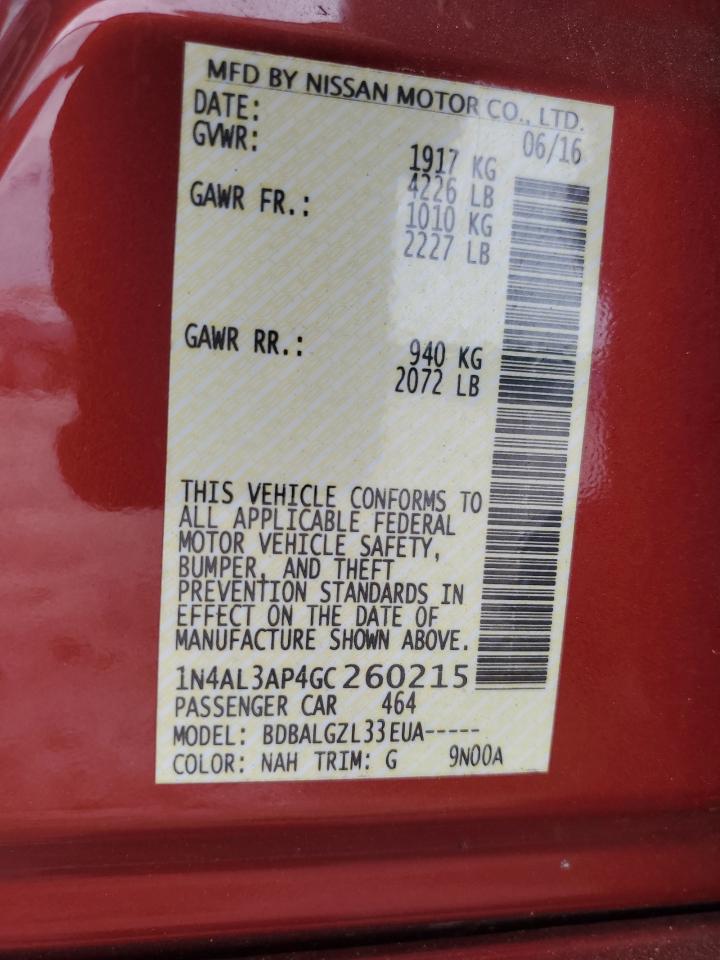 MFD BY NISSAN MOTOR CO., LTD.
DATE: 06/16
GVWR: 1917 KG
4226 LB
GAWR FR.: 1010 KG
2227 LB
GAWR RR.: 940 KG
2072 LB
THIS VEHICLE CONFORMS TO
ALL APPLICABLE FEDERAL
MOTOR VEHICLE SAFETY,
BUMPER, AND THEFT
PREVENTION STANDARDS IN
EFFECT ON THE DATE OF
MANUFACTURE SHOWN ABOVE.
1N4AL3AP4GC260215
PASSENGER CAR 464
MODEL: BDBALGZL33EUA-----
COLOR: NAH TRIM: G 9N00A